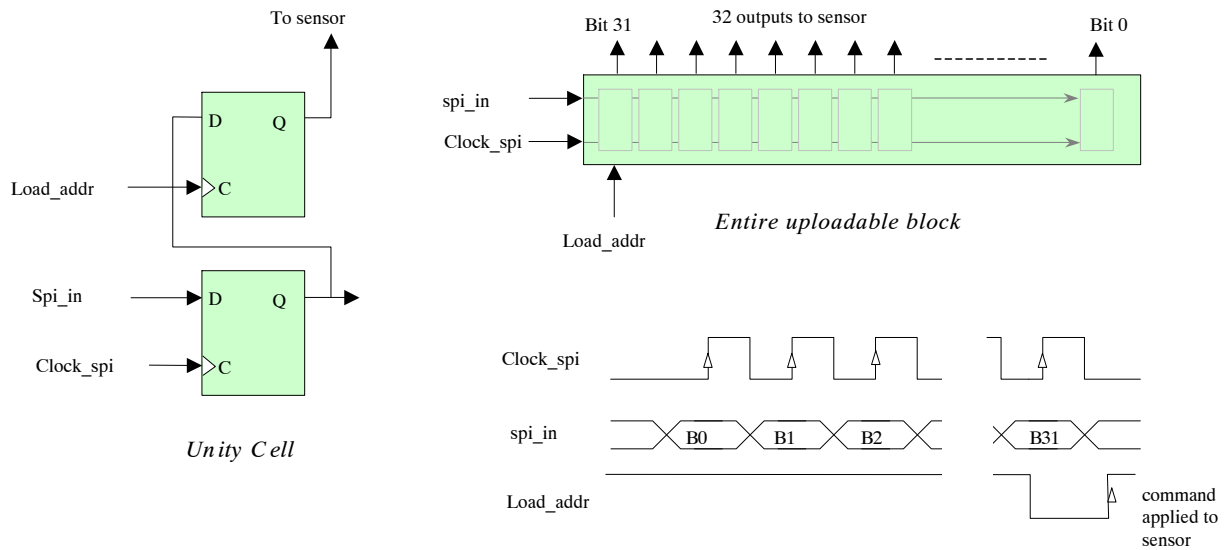 To sensor
D
Q
Load_addr
C
Spi_in
D
Q
Clock_spi
C
Unity Cell
32 outputs to sensor
Bit 31
Bit 0
spi_in
Clock_spi
Load_addr
Entire uploadable block
Clock_spi
spi_in
B0
B1
B2
B31
Load_addr
command
applied to
sensor